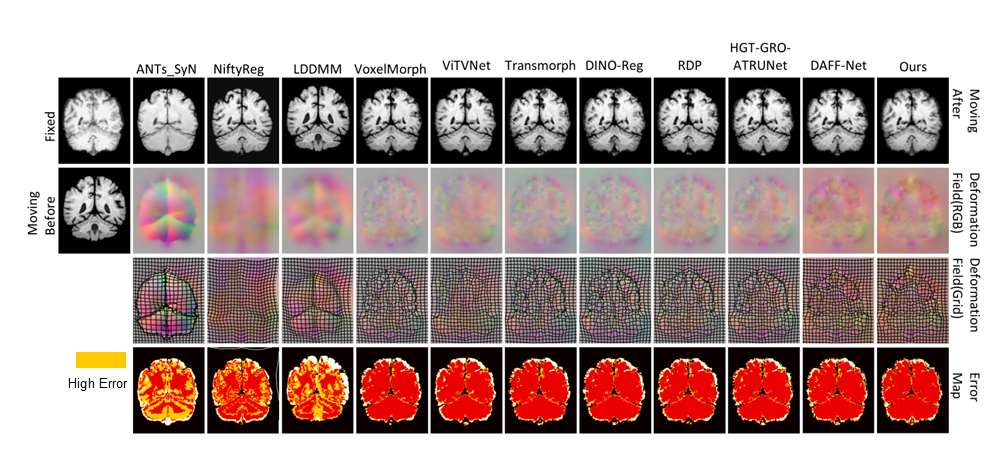 HGT-GRO-
ANTs_SyN NiftyReg LDDMM VoxelMorph ViTVNet Transmorph DINO-Reg RDP ATRUNet DAFF-Net Ours
Fixed
Moving
After
Moving
Before
Deformation
Field(RGB)
Deformation
Field(Grid)
High Error
Error
Map